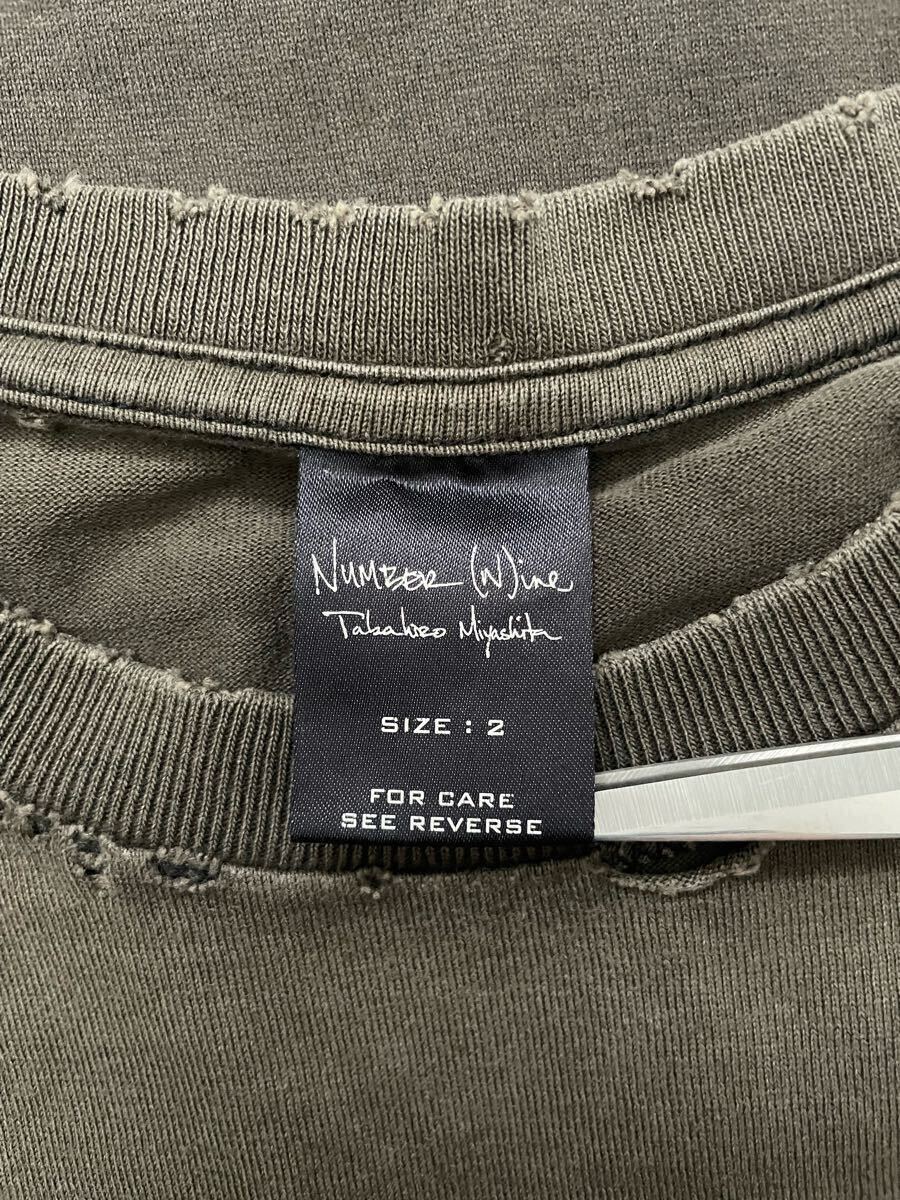 NUMBER (N)ine
Takahiro Miyashita
SIZE : 2
FOR CARE
SEE REVERSE